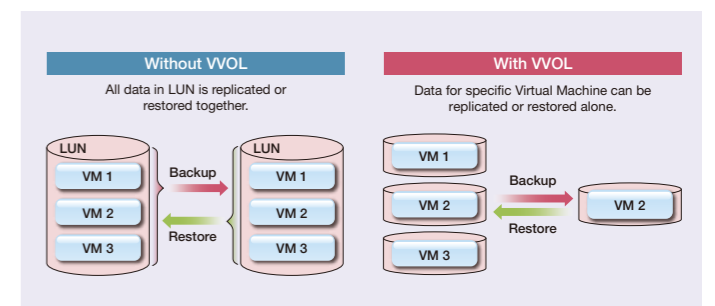 Without VVOL
All data in LUN is replicated or
restored together.
LUN
VM 1
VM 2
VM 3
Backup
Restore
LUN
VM 1
VM 2
VM 3
With VVOL
Data for specific Virtual Machine can be
replicated or restored alone.
VM 1
VM 2
VM 3
Backup
Restore
VM 2